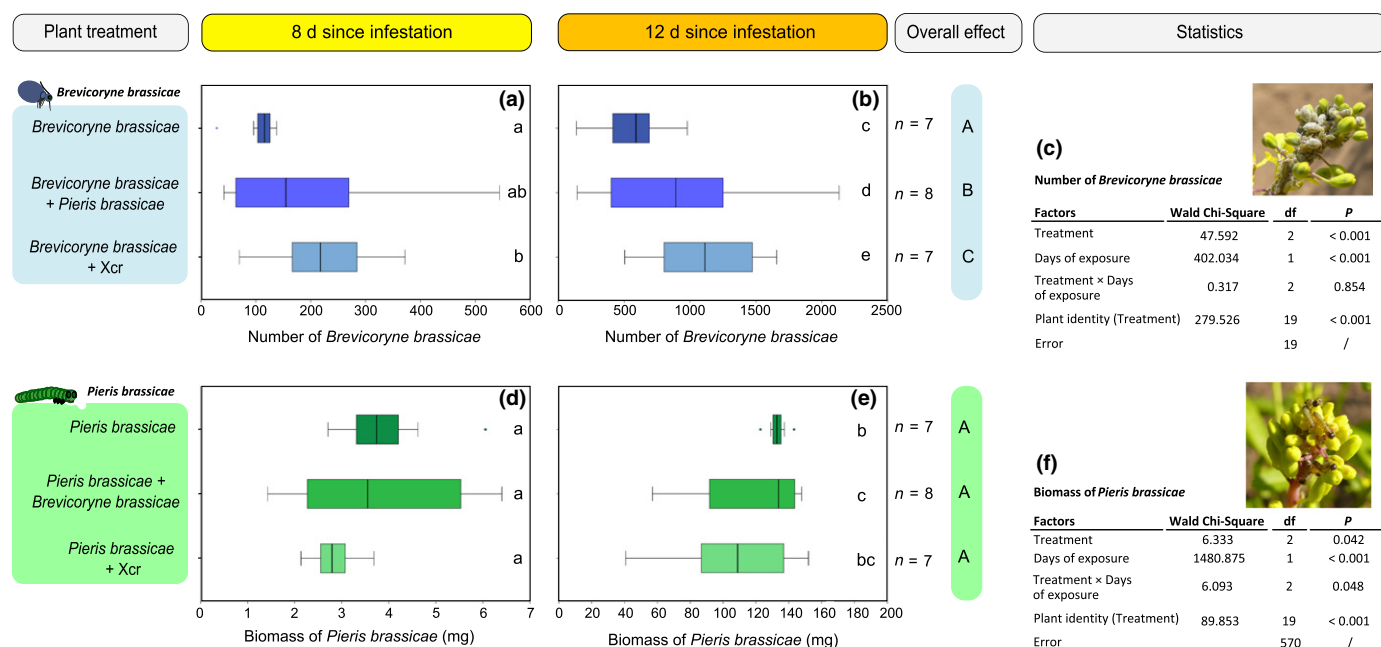 Plant treatment
8 d since infestation
12 d since infestation
Overall effect
Statistics
Brevicoryne brassicae
Brevicoryne brassicae
Brevicoryne brassicae
+ Pieris brassicae
Brevicoryne brassicae
+ Xcr
(a)
a
ab
b
0 100 200 300 400 500 600
Number of Brevicoryne brassicae
(b)
c
d
e
0 500 1000 1500 2000 2500
Number of Brevicoryne brassicae
n = 7
n = 8
n = 7
A
B
C
(c)
Number of Brevicoryne brassicae
Factors Wald Chi-Square df P
Treatment 47.592 2 < 0.001
Days of exposure 402.034 1 < 0.001
Treatment × Days
of exposure 0.317 2 0.854
Plant identity (Treatment) 279.526 19 < 0.001
Error 19 /
Pieris brassicae
Pieris brassicae
Pieris brassicae +
Brevicoryne brassicae
Pieris brassicae
+ Xcr
(d)
a
a
a
0 1 2 3 4 5 6 7
Biomass of Pieris brassicae (mg)
(e)
b
c
bc
0 20 40 60 80 100 120 140 160 180 200
Biomass of Pieris brassicae (mg)
n = 7
n = 8
n = 7
A
A
A
(f)
Biomass of Pieris brassicae
Factors Wald Chi-Square df P
Treatment 6.333 2 0.042
Days of exposure 1480.875 1 < 0.001
Treatment × Days
of exposure 6.093 2 0.048
Plant identity (Treatment) 89.853 19 < 0.001
Error 570 /